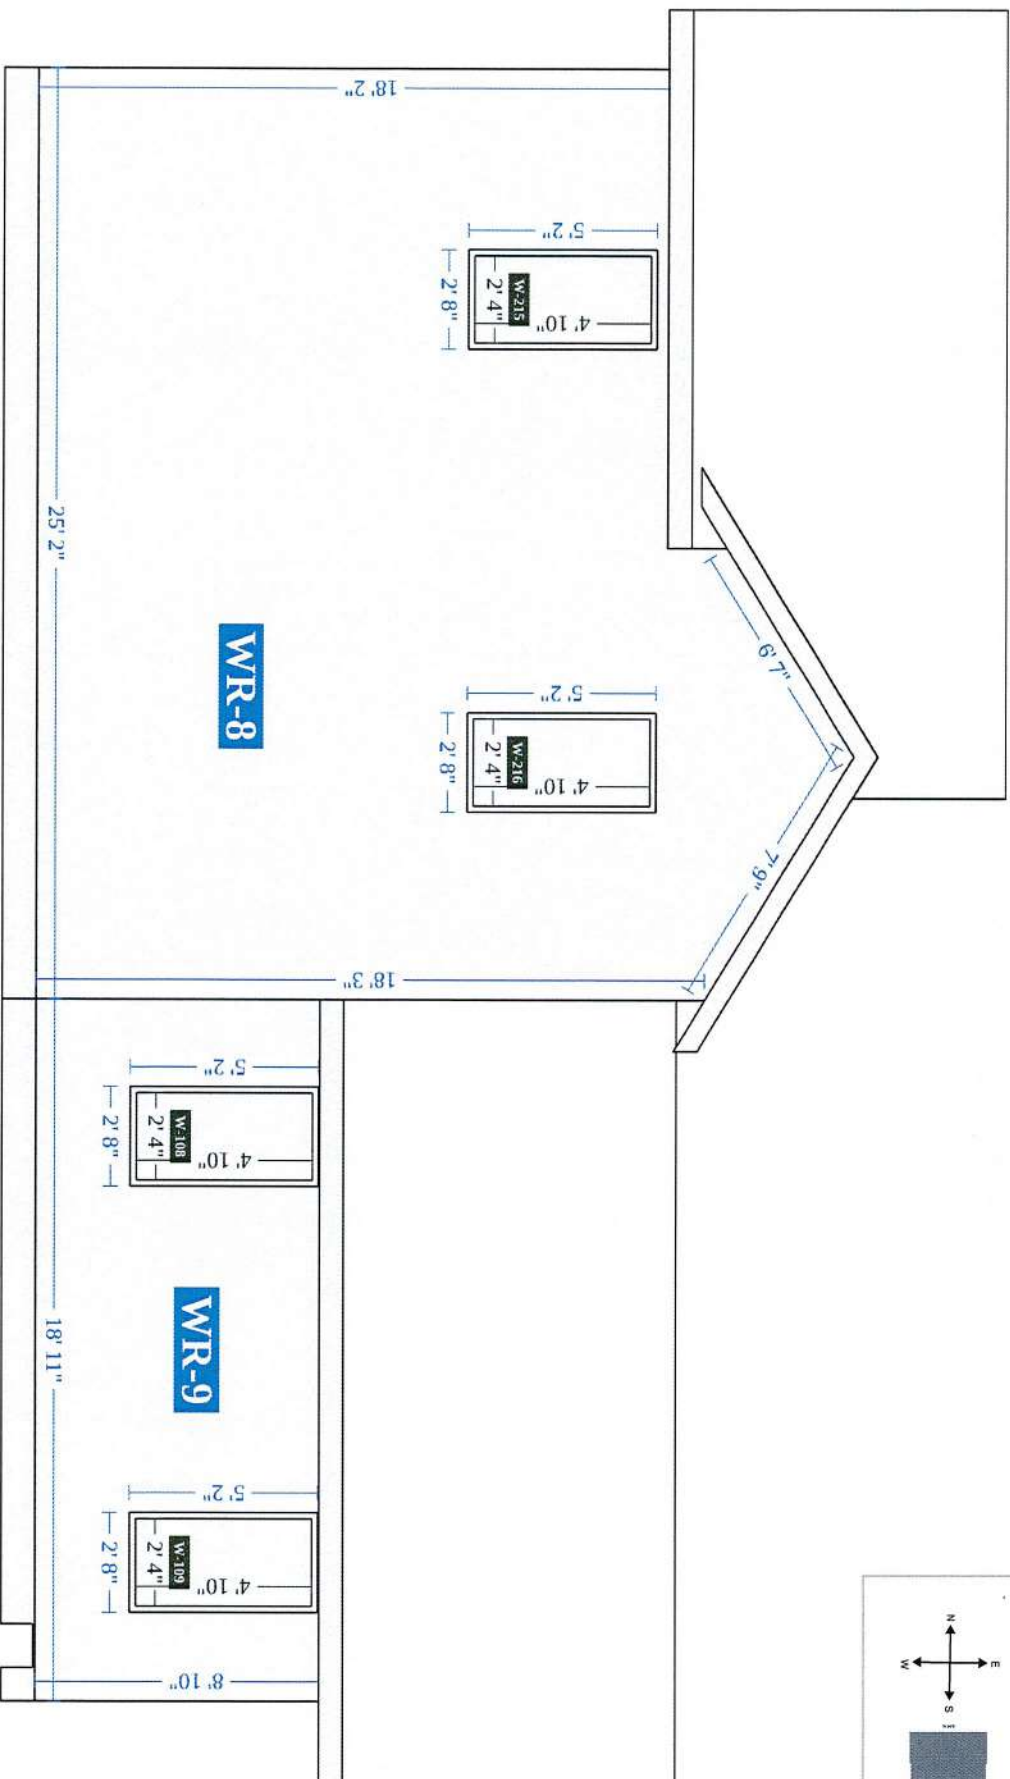 18' 2"
5' 2"
W-215
4' 10"
2' 4"
2' 8"
6' 7"
25' 2"
WR-8
5' 2"
W-216
4' 10"
2' 4"
2' 8"
7' 9"
18' 3"
5' 2"
W-108
4' 10"
2' 4"
2' 8"
WR-9
18' 11"
5' 2"
W-109
4' 10"
2' 4"
2' 8"
8' 10"
N
E
W
S